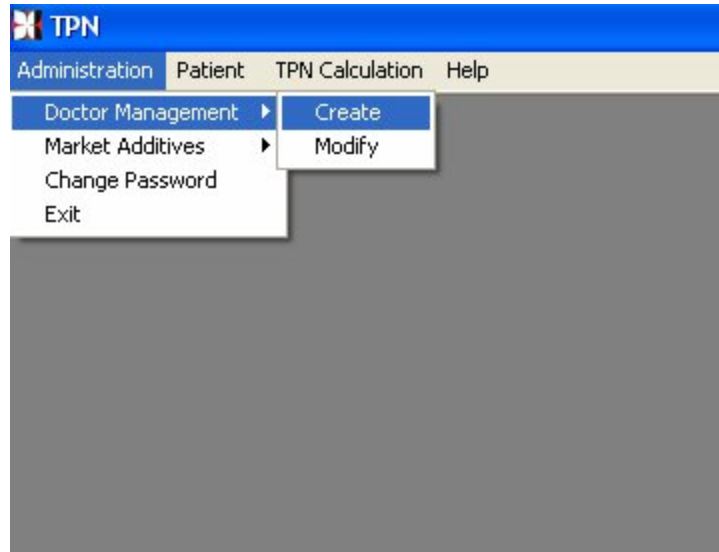 TPN
Administration Patient TPN Calculation Help
Doctor Management Create
Market Additives Modify
Change Password
Exit